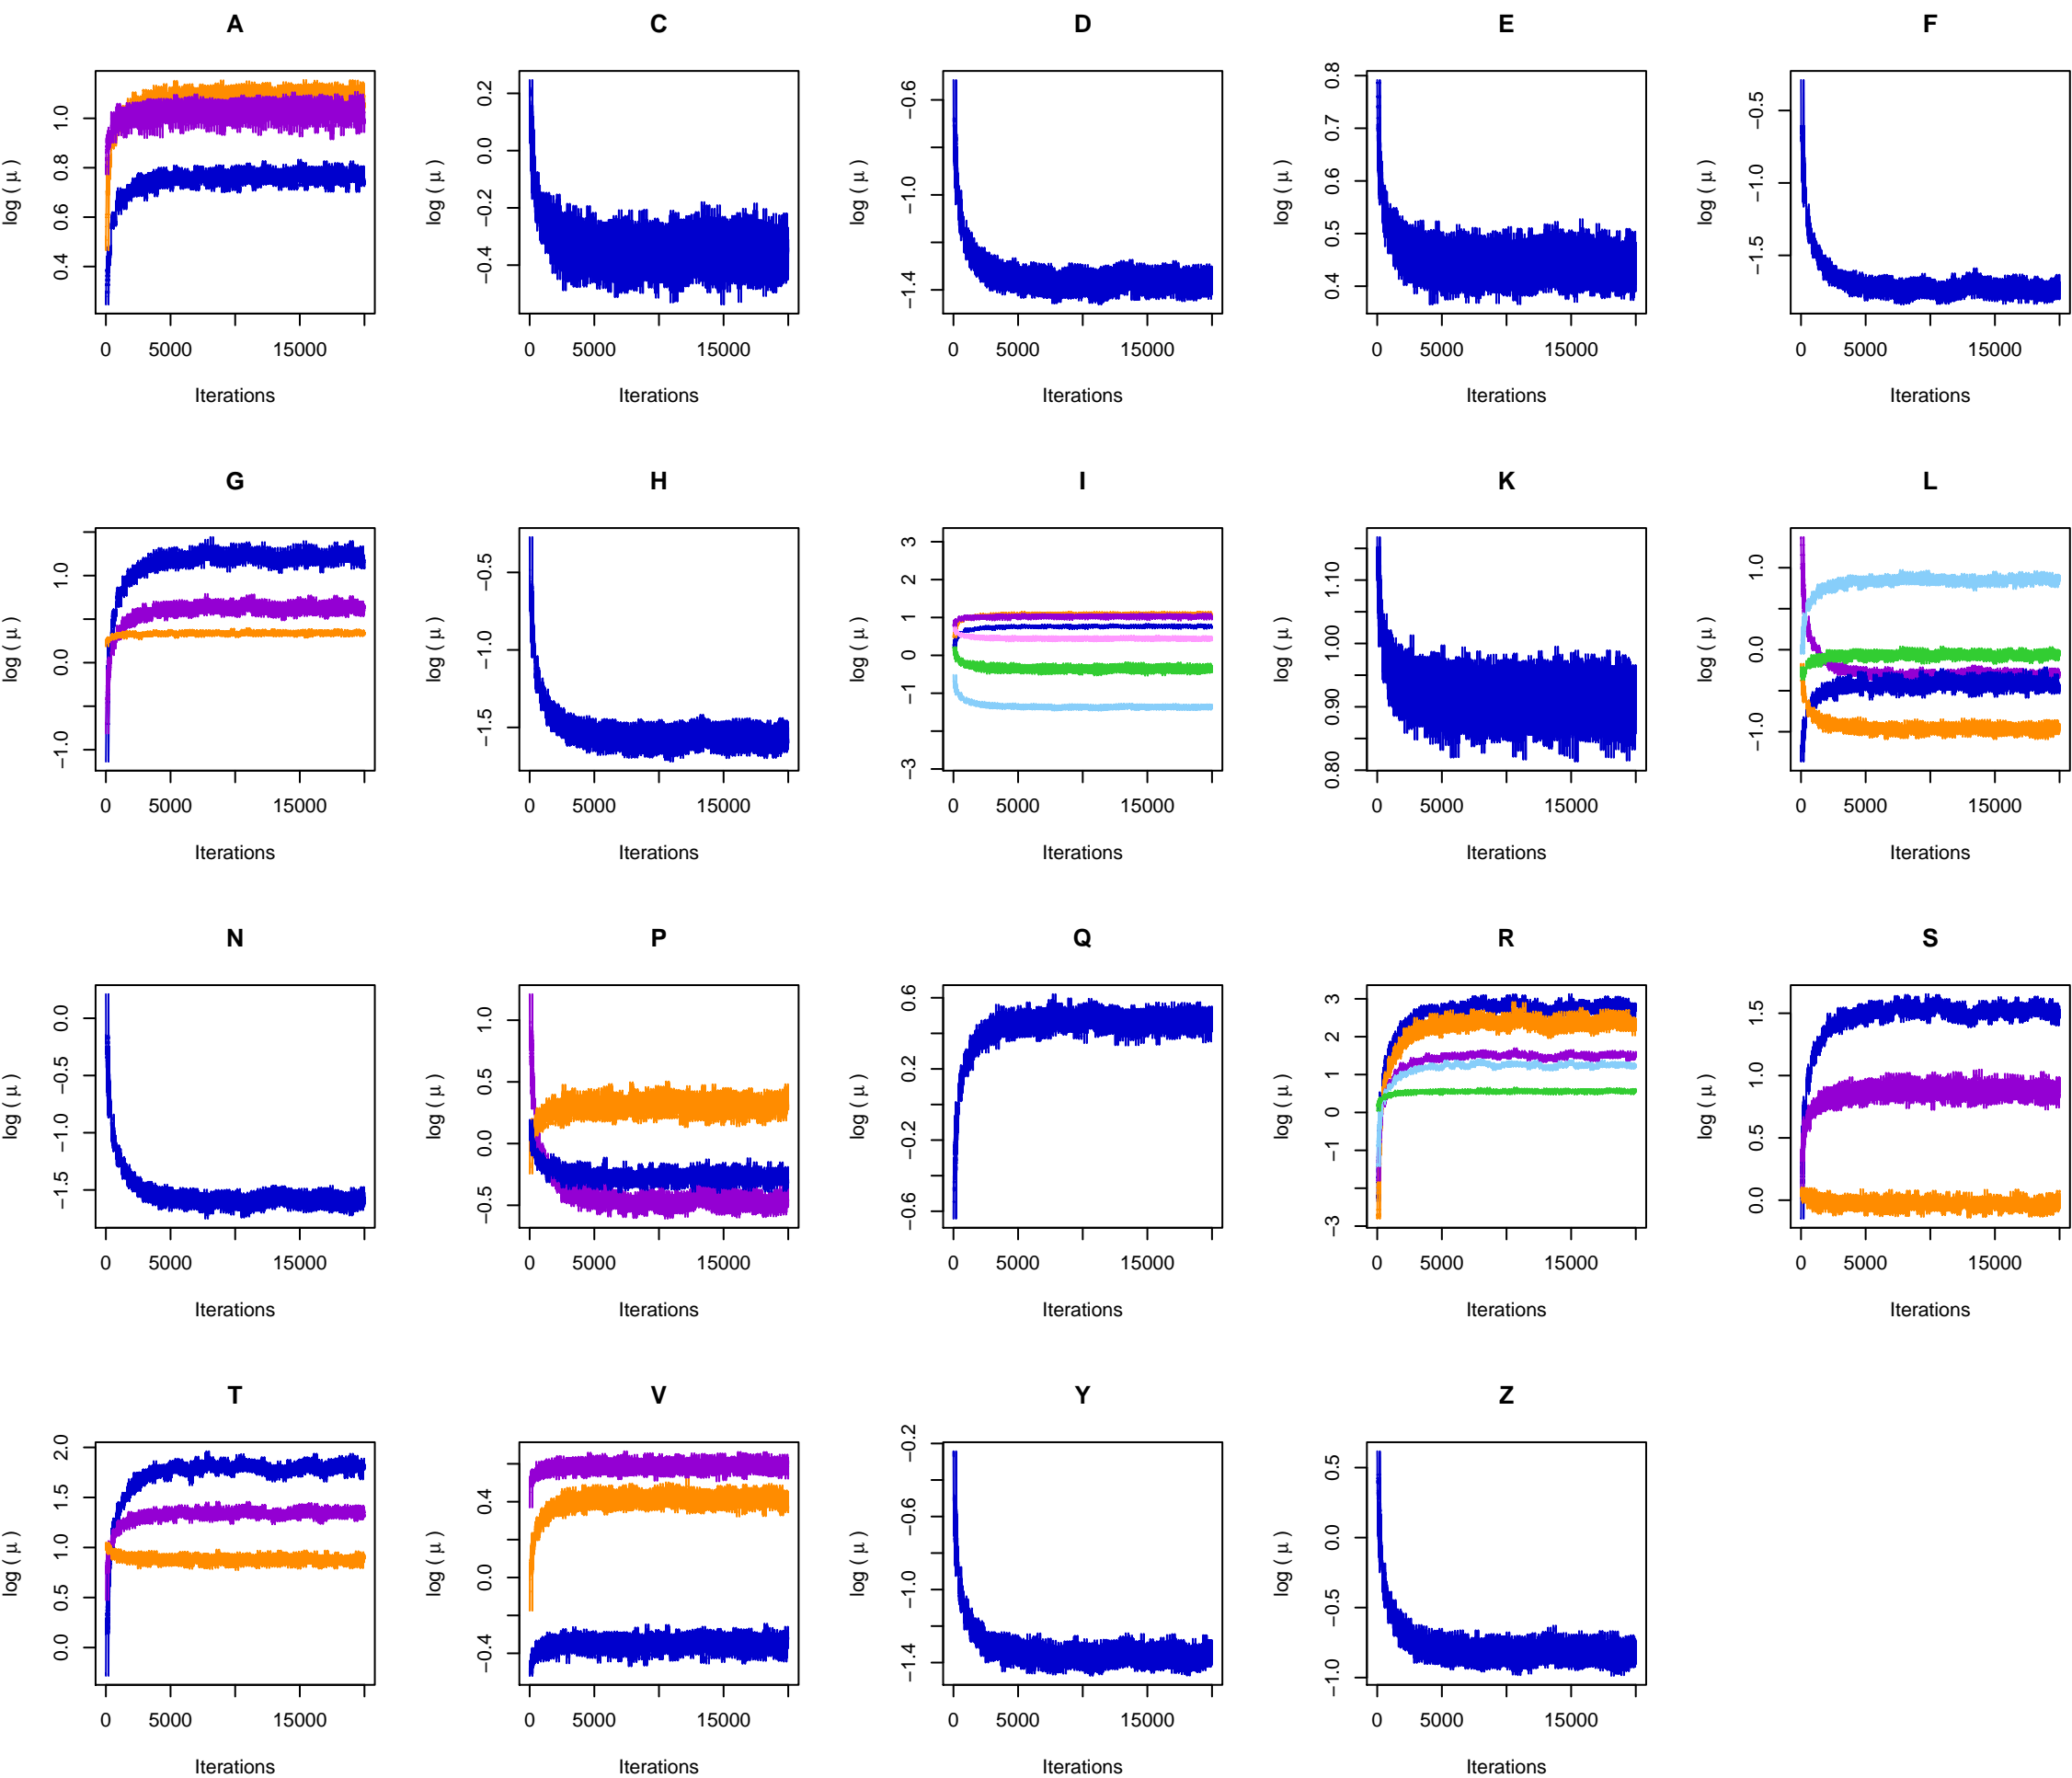 A C D E F
log ( μ ) log ( μ ) log ( μ ) log ( μ ) log ( μ )
0.4 0.6 0.8 1.0
−0.4 −0.2 0.0 0.2
−1.4 −1.0 −0.6
0.4 0.5 0.6 0.7 0.8
−1.5 −1.0 −0.5
0 5000 15000 0 5000 15000 0 5000 15000 0 5000 15000 0 5000 15000
Iterations Iterations Iterations Iterations Iterations
G H I K L
log ( μ ) log ( μ ) log ( μ ) log ( μ ) log ( μ )
−1.0 0.0 1.0
−1.5 −1.0 −0.5
−3 −1 0 1 2 3
0.80 0.90 1.00 1.10
−1.0 0.0 1.0
0 5000 15000 0 5000 15000 0 5000 15000 0 5000 15000 0 5000 15000
Iterations Iterations Iterations Iterations Iterations
N P Q R S
log ( μ ) log ( μ ) log ( μ ) log ( μ ) log ( μ )
−1.5 −1.0 −0.5 0.0
−0.5 0.0 0.5 1.0
−0.6 −0.2 0.2 0.6
−3 −1 0 1 2 3
0.0 0.5 1.0 1.5
0 5000 15000 0 5000 15000 0 5000 15000 0 5000 15000 0 5000 15000
Iterations Iterations Iterations Iterations Iterations
T V Y Z
log ( μ ) log ( μ ) log ( μ ) log ( μ )
0.0 0.5 1.0 1.5 2.0
−0.4 0.0 0.4
−1.4 −1.0 −0.6 −0.2
−1.0 −0.5 0.0 0.5
0 5000 15000 0 5000 15000 0 5000 15000 0 5000 15000
Iterations Iterations Iterations Iterations